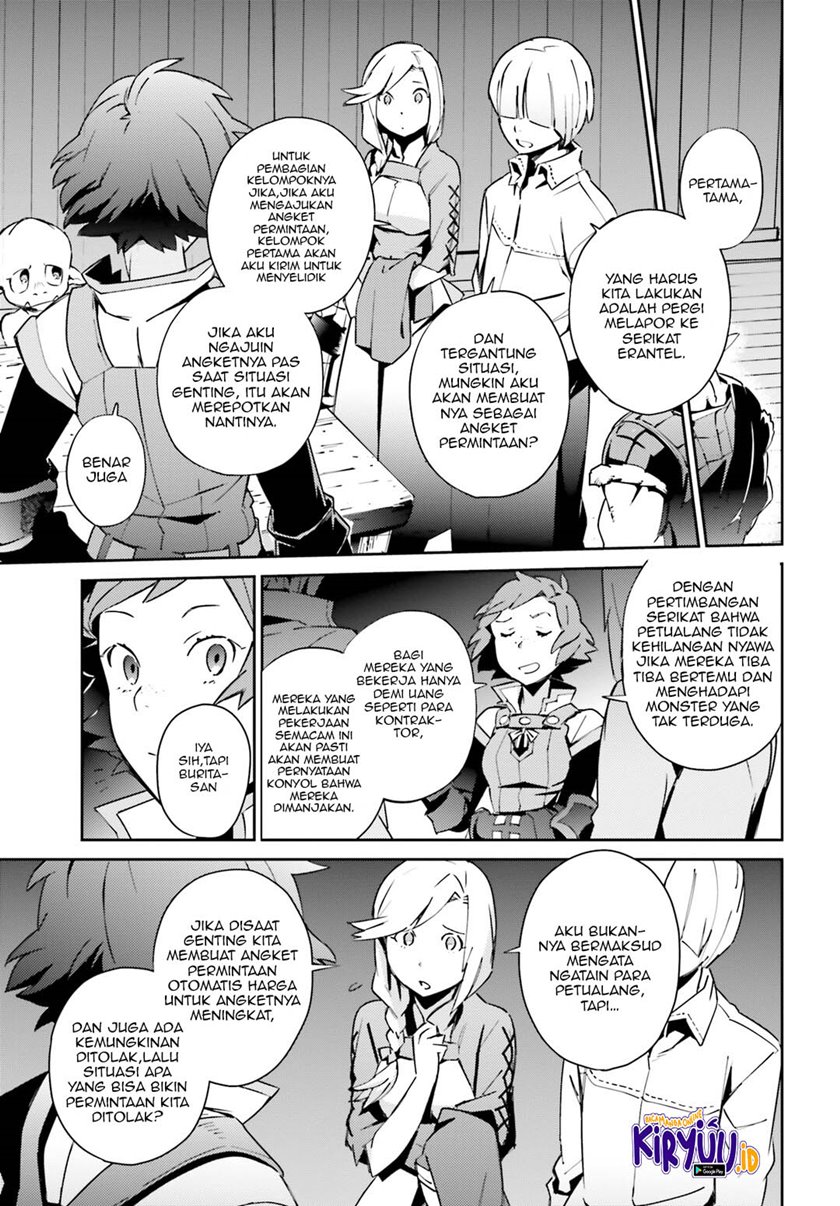 PERTAMA-
TAMA,
YANG HARUS
KITA LAKUKAN
ADALAH PERGI
MELAPOR KE
SERIKAT
ERANTEL.
DAN
TERGANTUNG
SITUASI,
MUNGKIN AKU
AKAN MEMBUAT
NYA SEBAGAI
ANGKET
PERMINTAAN?
UNTUK
PEMBAGIAN
KELOMPOKNYA
JIKA,JIKA AKU
MENGAJUKAN
ANGKET
PERMINTAAN,
KELOMPOK
PERTAMA AKAN
AKU KIRIM UNTUK
MENYELIDIK
JIKA AKU
NGAJUIN
ANGKETNYA PAS
SAAT SITUASI
GENTING, ITU AKAN
MEREPOTKAN
NANTINYA.
BENAR
JUGA
DENGAN
PERTIMBANGAN
SERIKAT BAHWA
PETUALANG TIDAK
KEHILANGAN NYAWA
JIKA MEREKA TIBA
TIBA BERTEMU DAN
MENGHADAPI
MONSTER YANG
TAK TERDUGA.
BAGI
MEREKA YANG
BEKERJA HANYA
DEMI UANG
SEPERTI PARA
KONTRAK-
TOR,
MEREKA YANG
MELAKUKAN
PEKERJAAN
SEMACAM INI
AKAN PASTI
AKAN MEMBUAT
PERNYATAAN
KONYOL BAHWA
MEREKA
DIMANJAKAN.
IYA
SIH,TAPI
BURITA-
SAN
AKU BUKAN-
NYA BERMAKSUD
MENGATA
NGATAIN PARA
PETUALANG,
TAPI...
JIKA DISAAT
GENTING KITA
MEMBUAT ANGKET
PERMINTAAN
OTOMATIS HARGA
UNTUK ANGKETNYA
MENINGKAT,
DAN JUGA ADA
KEMUNGKINAN
DITOLAK,LALU
SITUASI APA
YANG BISA BIKIN
PERMINTAAN KITA
DITOLAK?
BACA MANGA ONLINE
KIRYUU.iD
Google Play